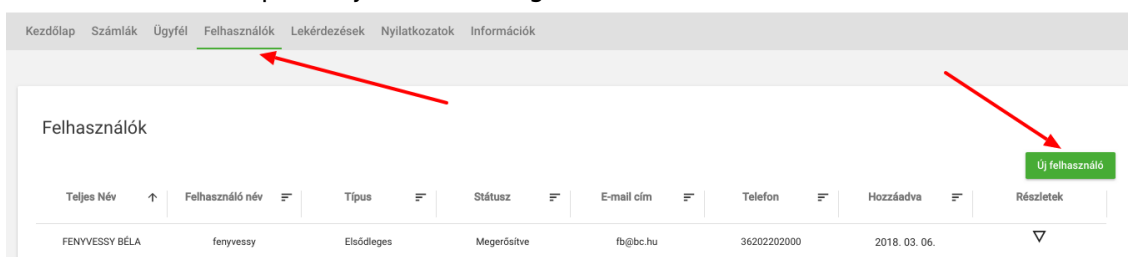 Kezdőlap Számlák Ügyfél Felhasználók Lekérdezések Nyilatkozatok Információk
Felhasználók
Új felhasználó
Teljes Név Felhasználó név Típus Státusz E-mail cím Telefon Hozzáadva Részletek
FENYVESSY BÉLA fenyvessy Elsődleges Megerősítve fb@bc.hu 36202202000 2018. 03. 06.